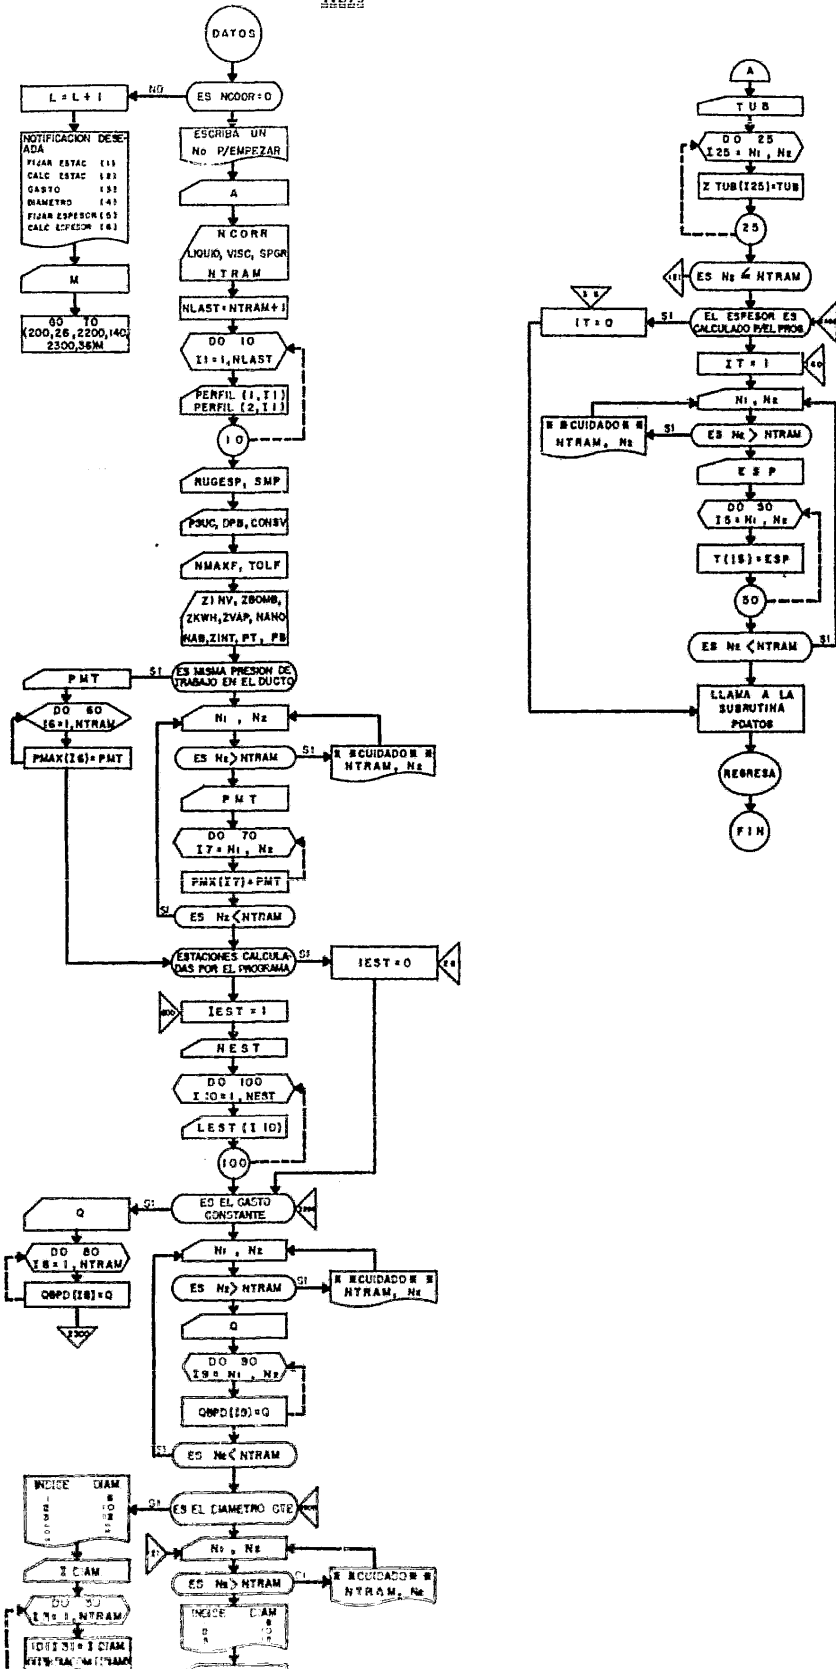 DATOS
ES NCOOR=0
NO
L = L + 1
NOTIFICACION DESE-
ADA
FIJAR ESTAC (1)
CALC ESTAC (2)
GASTO (3)
DIAMETRO (4)
FIJAR ESPESOR (5)
CALC ESPESOR (6)
M
GO TO
(200,26,2200,140,
2300,36)M
ESCRIBA UN
No P/EMPEZAR
A
NCORR
LIQUIDO, VISC, SPGR
NTRAM
NLAST=NTRAM+1
DO 10
I1=1,NLAST
PERFIL (1,I1)
PERFIL (2,I1)
10
RUGESP, SMP
PSUC, DPB, CONSV
NMAXF, TOLF
ZINV, ZBOMB,
ZKWH, ZVAP, NANO
NAB, ZINT, PT, PB
ES MISMA PRESION DE
TRABAJO EN EL DUCTO
SI
PMT
DO 60
I6=1,NTRAM
PMAX(I6)=PMT
N1 , N2
ES N2>NTRAM
SI
* *CUIDADO* *
NTRAM, N2
PMT
DO 70
I7=N1, N2
PMX(I7)=PMT
ES N2<NTRAM
SI
ESTACIONES CALCULA-
DAS POR EL PROGRAMA
SI
IEST=0
IEST = 1
NEST
DO 100
I10=1, NEST
LEST (I10)
100
ES EL GASTO
CONSTANTE
SI
Q
DO 80
I8=1, NTRAM
QBPD(I8)=Q
2300
N1 , N2
ES N2>NTRAM
SI
* *CUIDADO* *
NTRAM, N2
Q
DO 90
I9= N1 , N2
QBPD(I9)=Q
ES N2<NTRAM
SI
ES EL DIAMETRO CTE
SI
INDICE DIAM
I DIAM
N1 , N2
ES N2>NTRAM
SI
* *CUIDADO* *
NTRAM, N2
INDICE DIAM
A
TUB
DO 25
I25=N1, N2
Z TUB(I25)=TUB
25
ES N2 ≤ NTRAM
EL ESPESOR ES
CALCULADO P/EL PROG
SI
IT = 0
IT = 1
N1, N2
ES N2 > NTRAM
SI
* *CUIDADO* *
NTRAM, N2
ESP
DO 50
I5=N1, N2
T(I5)=ESP
50
ES N2 <NTRAM
SI
LLAMA A LA
SUBRUTINA
PDATOS
REGRESA
FIN